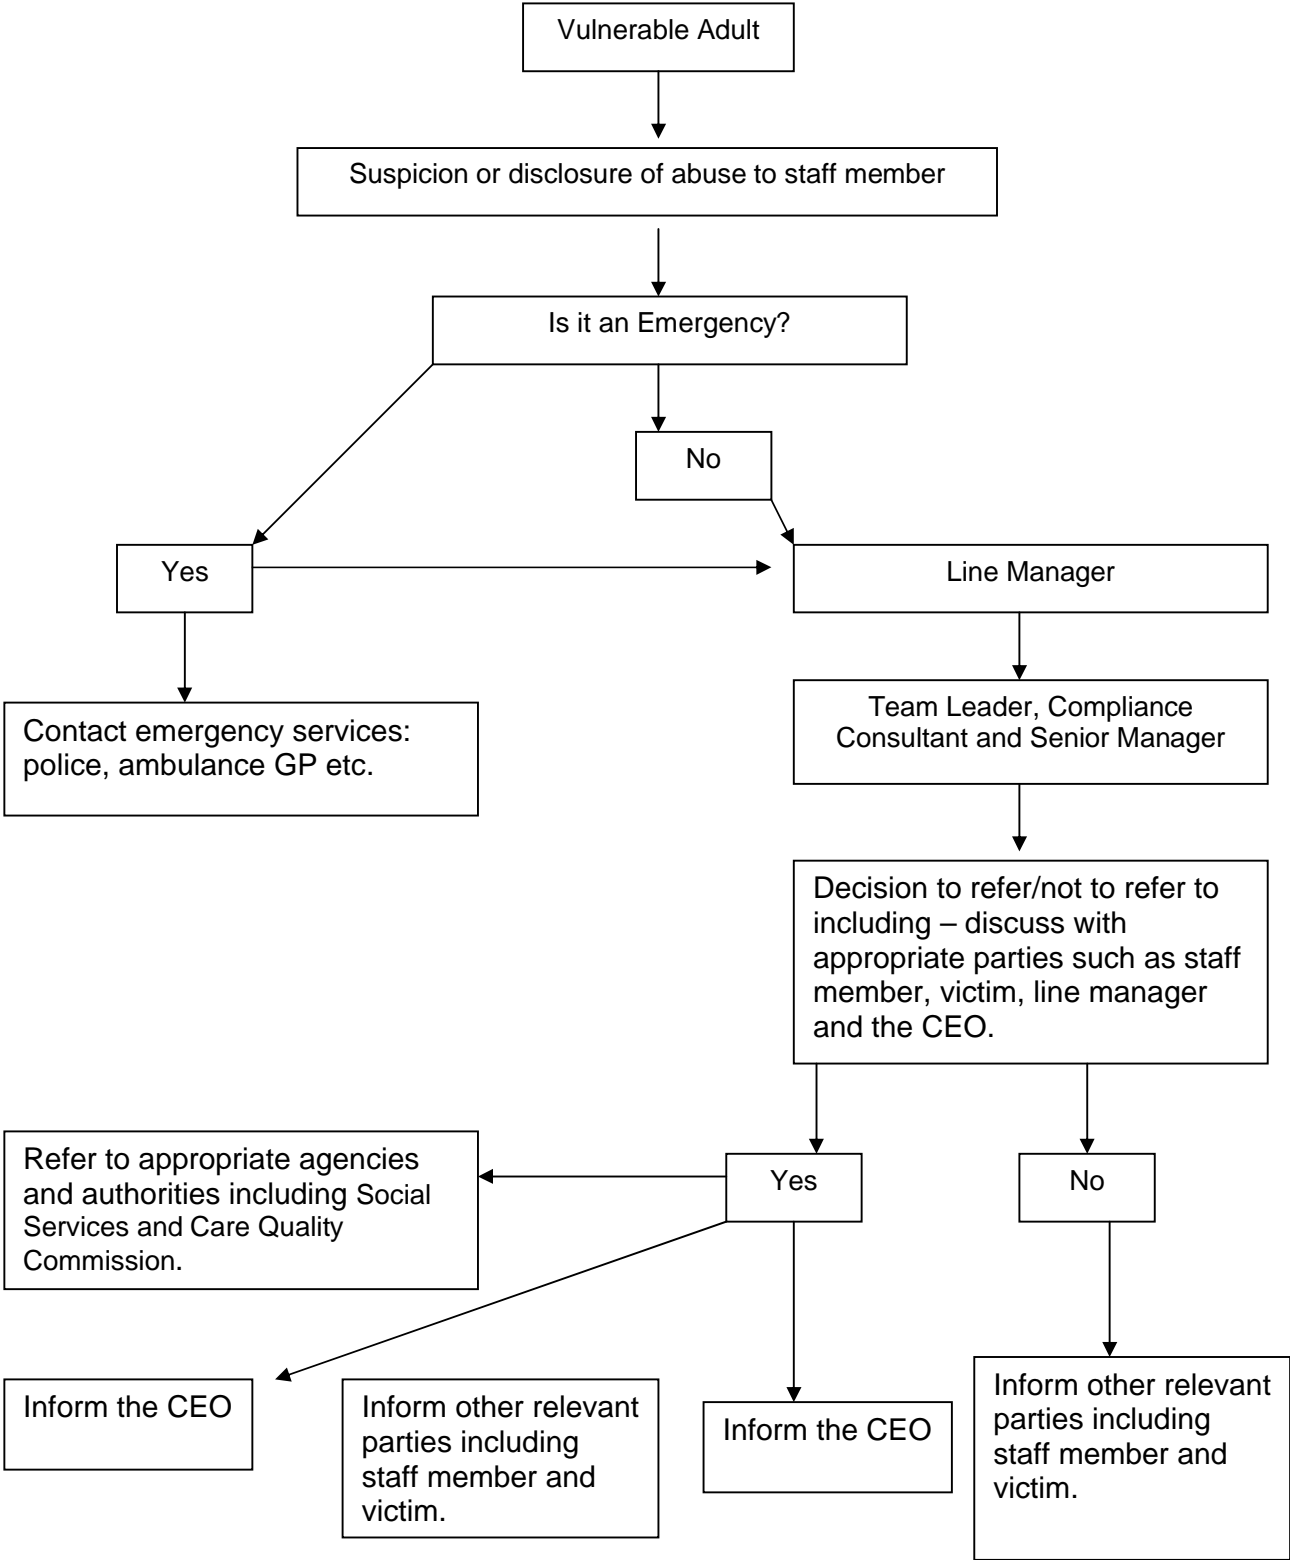 Vulnerable Adult
Suspicion or disclosure of abuse to staff member
Is it an Emergency?
No
Yes
Line Manager
Contact emergency services:
police, ambulance GP etc.
Team Leader, Compliance
Consultant and Senior Manager
Decision to refer/not to refer to
including – discuss with
appropriate parties such as staff
member, victim, line manager
and the CEO.
Refer to appropriate agencies
and authorities including Social
Services and Care Quality
Commission.
Yes
No
Inform the CEO
Inform other relevant
parties including
staff member and
victim.
Inform the CEO
Inform other relevant
parties including
staff member and
victim.